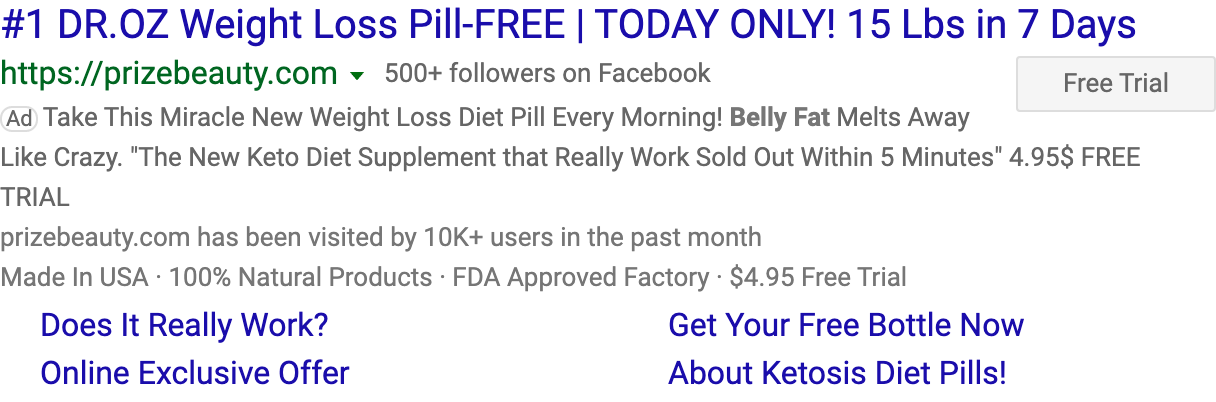 #1 DR.OZ Weight Loss Pill-FREE | TODAY ONLY! 15 Lbs in 7 Days
https://prizebeauty.com 500+ followers on Facebook
Free Trial
Ad Take This Miracle New Weight Loss Diet Pill Every Morning! Belly Fat Melts Away
Like Crazy. "The New Keto Diet Supplement that Really Work Sold Out Within 5 Minutes" 4.95$ FREE
TRIAL
prizebeauty.com has been visited by 10K+ users in the past month
Made In USA · 100% Natural Products · FDA Approved Factory · $4.95 Free Trial
Does It Really Work? Get Your Free Bottle Now
Online Exclusive Offer About Ketosis Diet Pills!